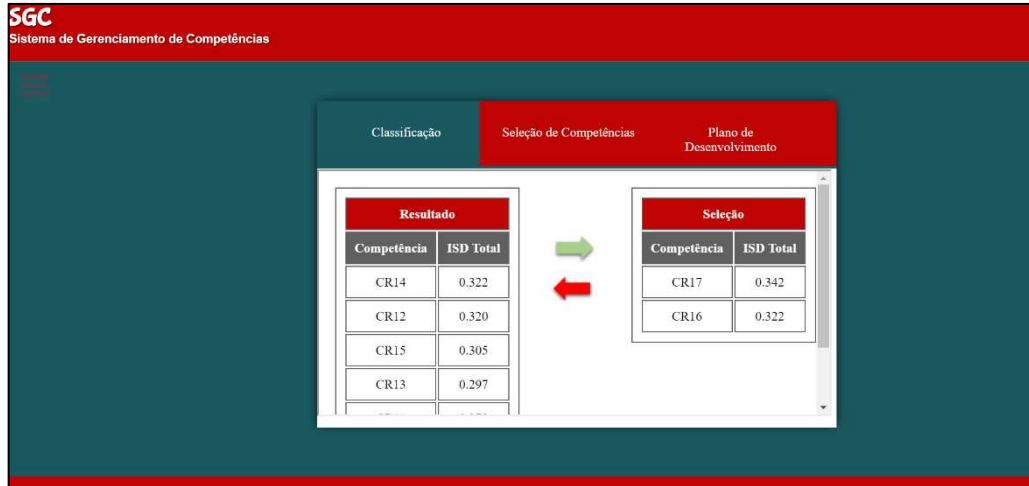 SGC
Sistema de Gerenciamento de Competências
Classificação
Seleção de Competências
Plano de
Desenvolvimento
Resultado
Competência ISD Total
CR14 0.322
CR12 0.320
CR15 0.305
CR13 0.297
Seleção
Competência ISD Total
CR17 0.342
CR16 0.322